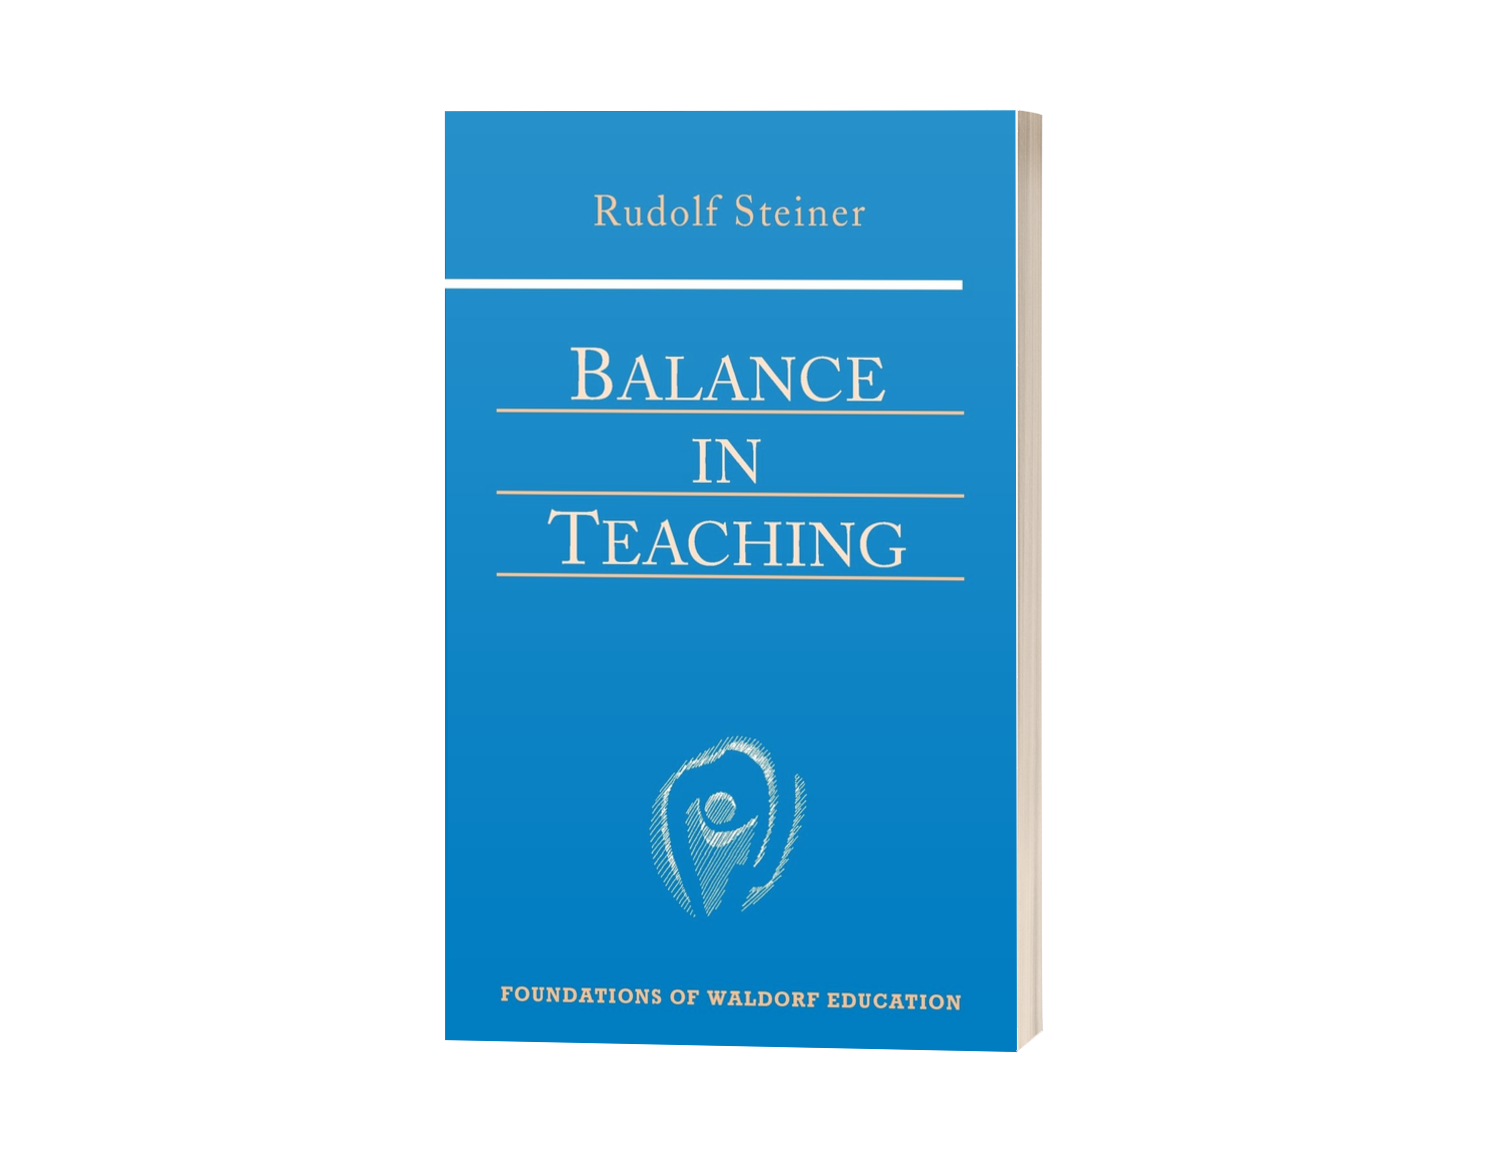 Rudolf Steiner
BALANCE
IN
TEACHING
FOUNDATIONS OF WALDORF EDUCATION